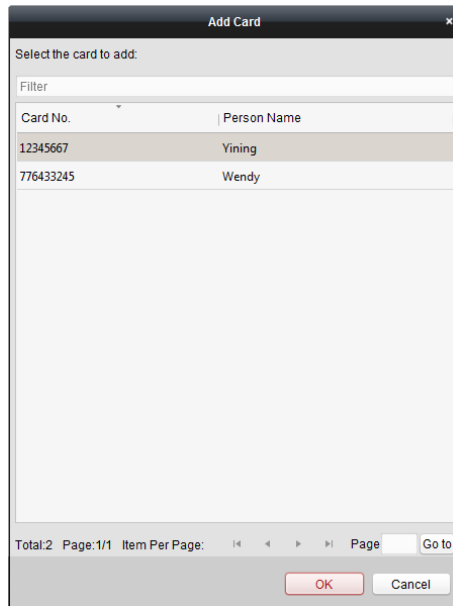 Add Card ×
Select the card to add:
Filter
Card No. Person Name
12345667 Yining
776433245 Wendy
Total:2 Page:1/1 Item Per Page: Page Go to
OK Cancel